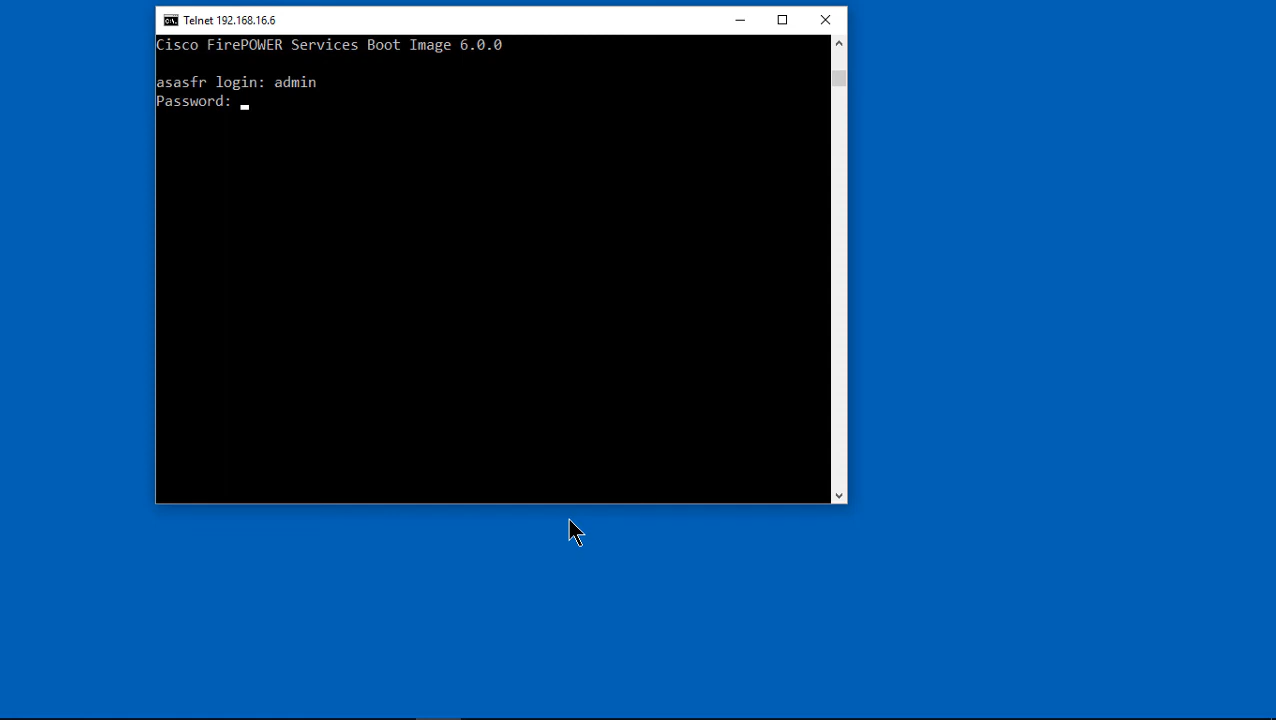 Telnet 192.168.16.6
Cisco FirePOWER Services Boot Image 6.0.0
asasfr login: admin
Password: